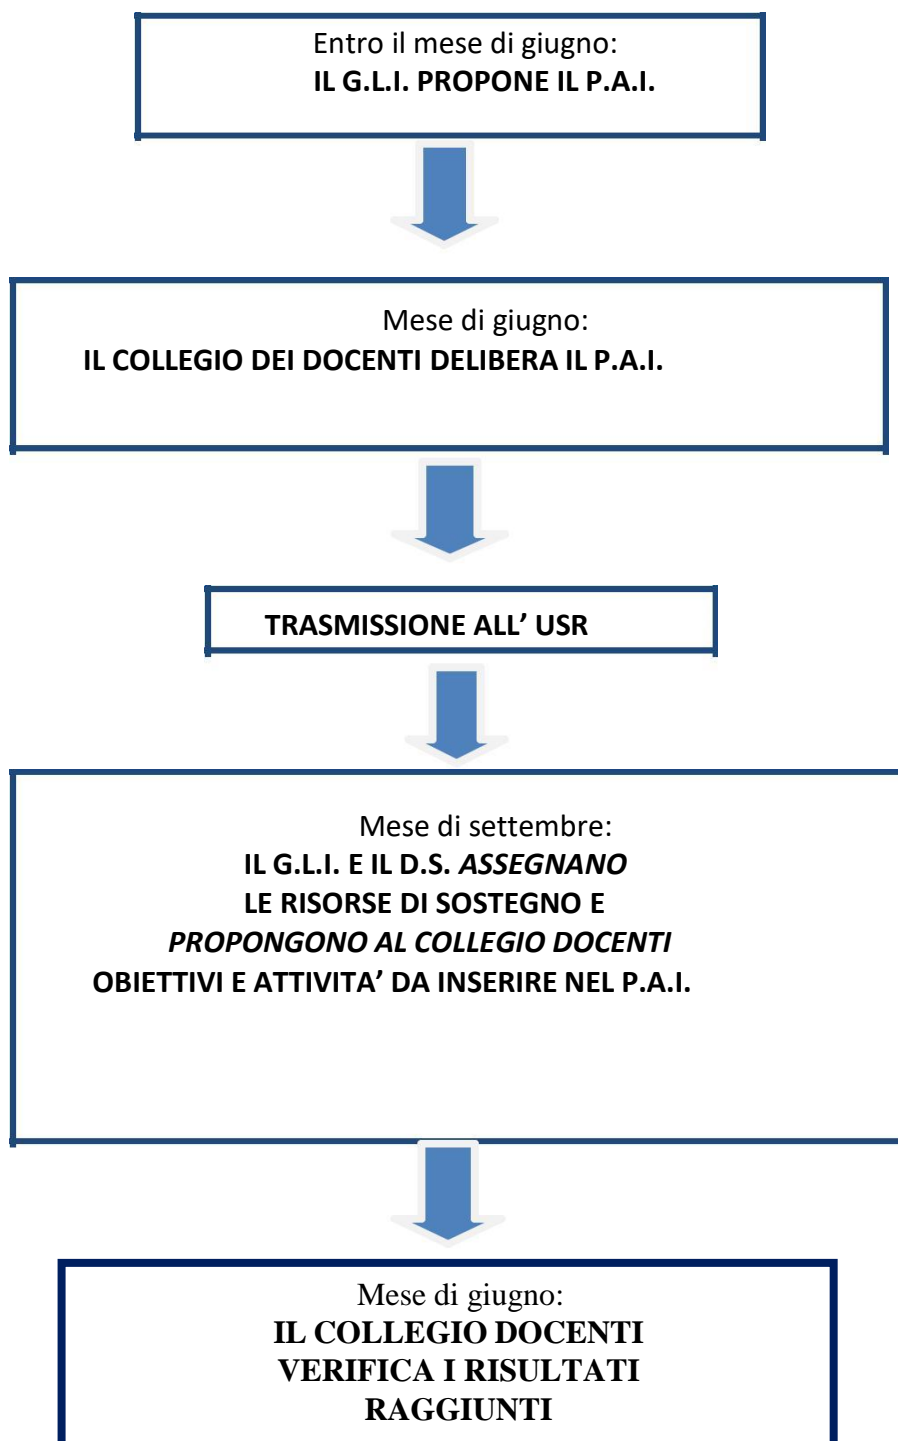 Entro il mese di giugno:
IL G.L.I. PROPONE IL P.A.I.
Mese di giugno:
IL COLLEGIO DEI DOCENTI DELIBERA IL P.A.I.
TRASMISSIONE ALL’ USR
Mese di settembre:
IL G.L.I. E IL D.S. ASSEGNANO
LE RISORSE DI SOSTEGNO E
PROPONGONO AL COLLEGIO DOCENTI
OBIETTIVI E ATTIVITA’ DA INSERIRE NEL P.A.I.
Mese di giugno:
IL COLLEGIO DOCENTI
VERIFICA I RISULTATI
RAGGIUNTI